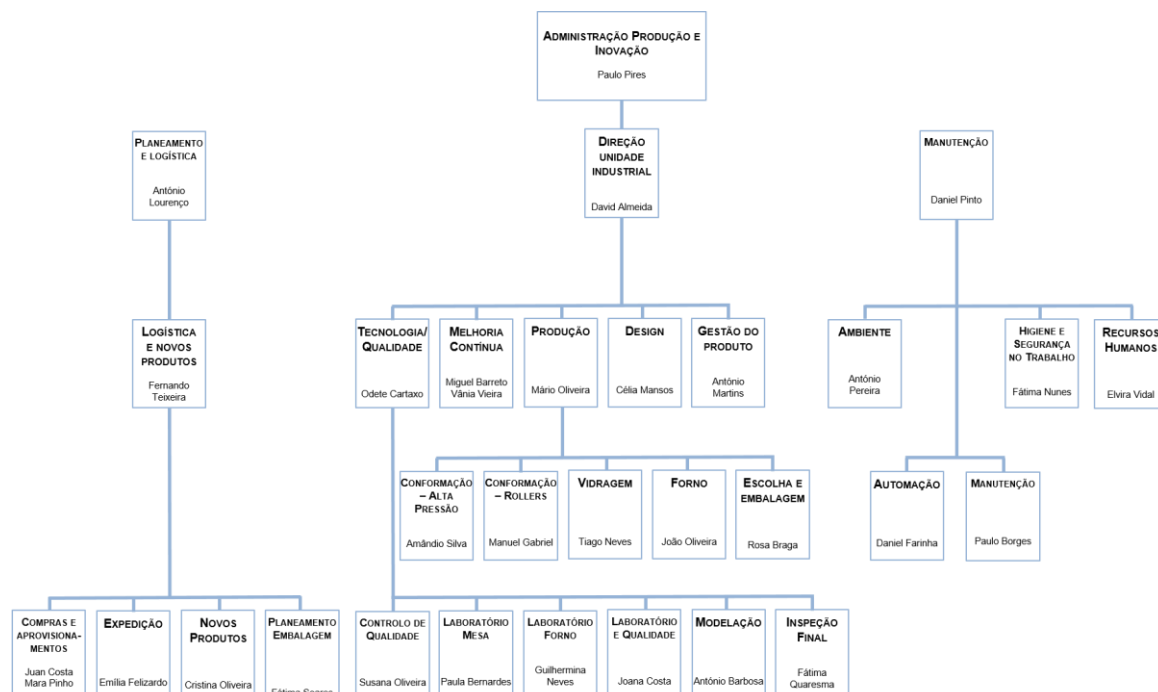 ADMINISTRAÇÃO PRODUÇÃO E
INOVAÇÃO
Paulo Pires
PLANEAMENTO
E LOGÍSTICA
António
Lourenço
DIREÇÃO
UNIDADE
INDUSTRIAL
David Almeida
MANUTENÇÃO
Daniel Pinto
LOGÍSTICA
E NOVOS
PRODUTOS
Fernando
Teixeira
TECNOLOGIA/
QUALIDADE
Odete Cartaxo
MELHORIA
CONTÍNUA
Miguel Barreto
Vânia Vieira
PRODUÇÃO
Mário Oliveira
DESIGN
Célia Mansos
GESTÃO DO
PRODUTO
António
Martins
AMBIENTE
António
Pereira
HIGIENE E
SEGURANÇA
NO TRABALHO
Fátima Nunes
RECURSOS
HUMANOS
Elvira Vidal
CONFORMAÇÃO
– ALTA
PRESSÃO
Amândio Silva
CONFORMAÇÃO
– ROLLERS
Manuel Gabriel
VIDRAGEM
Tiago Neves
FORNO
João Oliveira
ESCOLHA E
EMBALAGEM
Rosa Braga
AUTOMAÇÃO
Daniel Farinha
MANUTENÇÃO
Paulo Borges
COMPRAS E
APROVISIONA-
MENTOS
Juan Costa
Mara Pinho
EXPEDIÇÃO
Emília Felizardo
NOVOS
PRODUTOS
Cristina Oliveira
PLANEAMENTO
EMBALAGEM
Fátima Soares
CONTROLO DE
QUALIDADE
Susana Oliveira
LABORATÓRIO
MESA
Paula Bernardes
LABORATÓRIO
FORNO
Guilhermina
Neves
LABORATÓRIO
E QUALIDADE
Joana Costa
MODELAÇÃO
António Barbosa
INSPEÇÃO
FINAL
Fátima
Quaresma